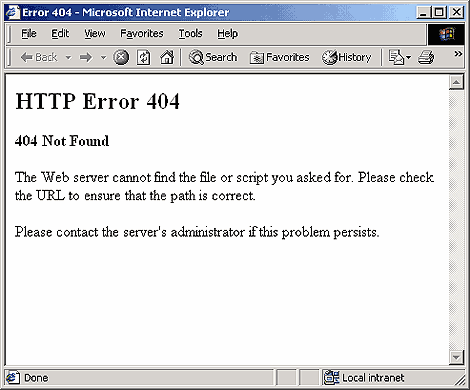 Error 404 - Microsoft Internet Explorer
File Edit View Favorites Tools Help
Back Search Favorites History
HTTP Error 404
404 Not Found
The Web server cannot find the file or script you asked for. Please check
the URL to ensure that the path is correct.
Please contact the server's administrator if this problem persists.
Done Local intranet